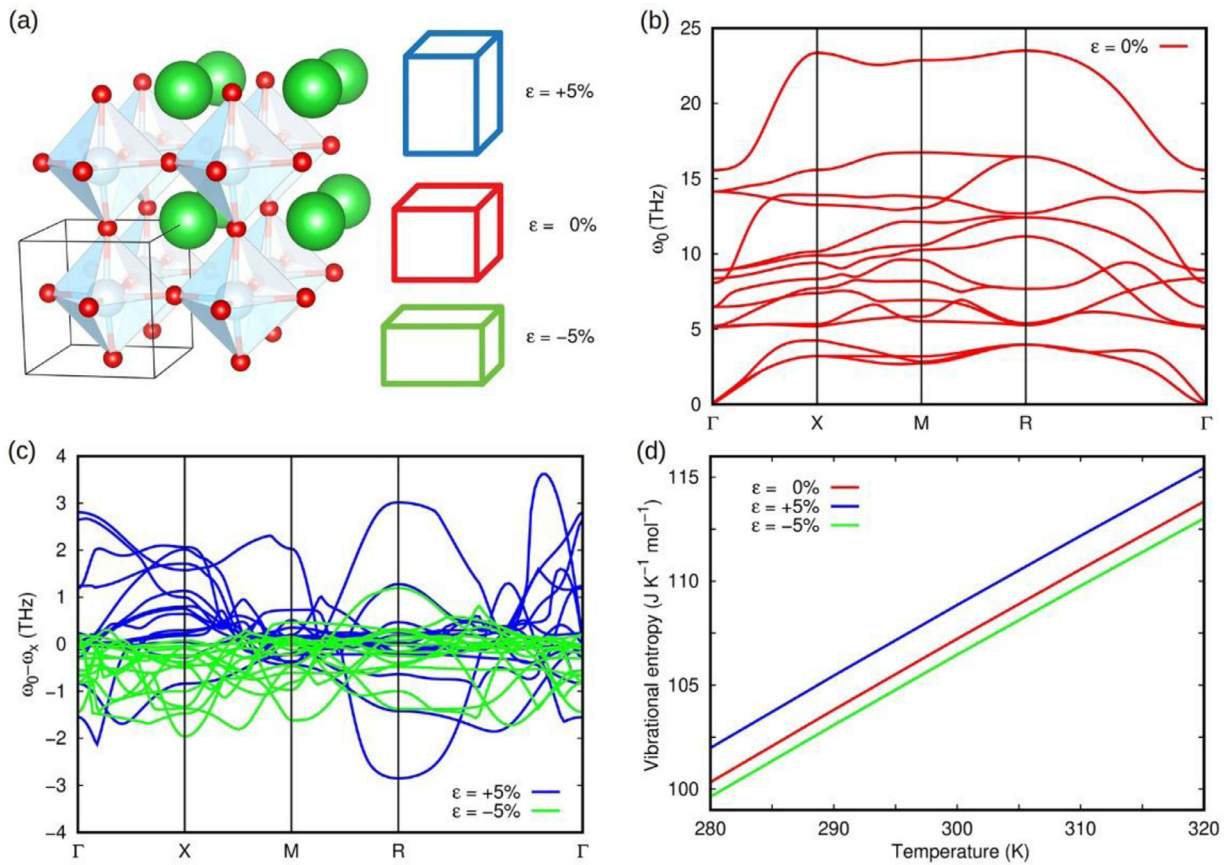 (a)
ε = +5%
ε = 0%
ε = −5%
(b)
25
20
15
10
5
0
ω₀(THz)
ε = 0%
Γ X M R Γ
(c)
4
3
2
1
0
−1
−2
−3
−4
ω₀−ωₓ (THz)
ε = +5%
ε = −5%
Γ X M R Γ
(d)
115
110
105
100
Vibrational entropy (J K⁻¹ mol⁻¹)
ε = 0%
ε = +5%
ε = −5%
280 290 300 310 320
Temperature (K)